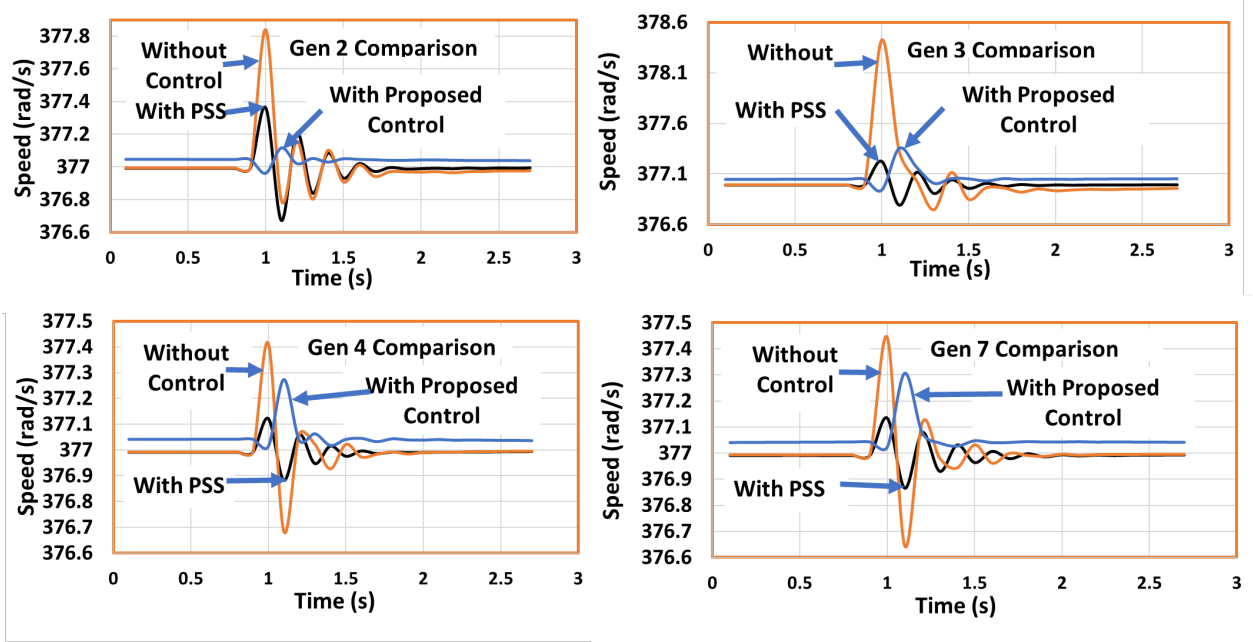 377.8
377.6
377.4
377.2
377
376.8
376.6
Speed (rad/s)
Without
Control
With PSS
Gen 2 Comparison
With Proposed
Control
0
0.5
1
1.5
2
2.5
3
Time (s)
378.6
378.1
377.6
377.1
376.6
Speed (rad/s)
Without
Gen 3 Comparison
With PSS
With Proposed
Control
0
0.5
1
1.5
2
2.5
3
Time (s)
377.5
377.4
377.3
377.2
377.1
377
376.9
376.8
376.7
376.6
Speed (rad/s)
Without
Control
Gen 4 Comparison
With Proposed
Control
With PSS
0
0.5
1
1.5
2
2.5
3
Time (s)
377.5
377.4
377.3
377.2
377.1
377
376.9
376.8
376.7
376.6
Speed (rad/s)
Without
Control
Gen 7 Comparison
With Proposed
Control
With PSS
0
0.5
1
1.5
2
2.5
3
Time (s)